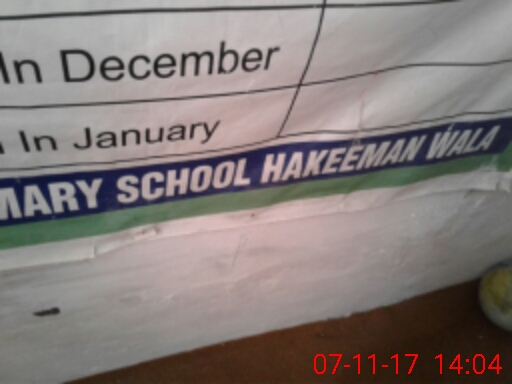 In December
In January
MARY SCHOOL HAKEEMAN WALA
07-11-17 14:04